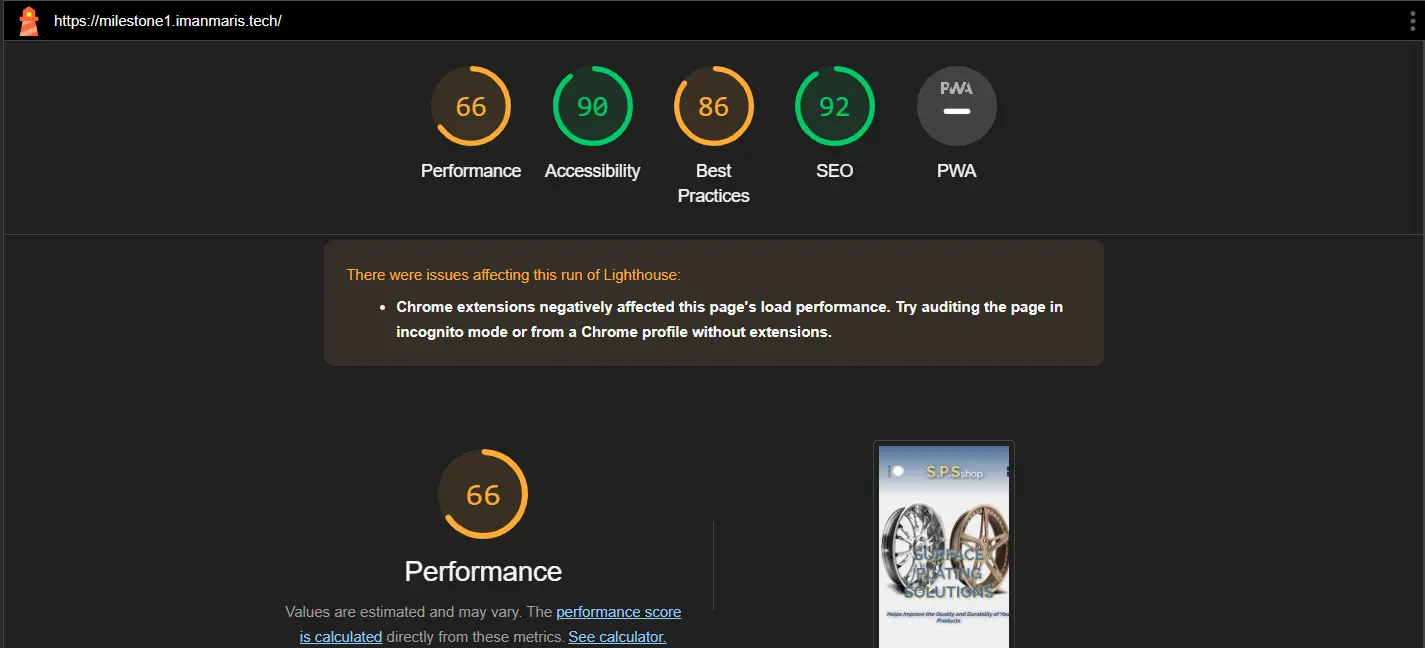 https://milestone1.imanmaris.tech/
66
90
86
92
PWA
Performance
Accessibility
Best
Practices
SEO
PWA
There were issues affecting this run of Lighthouse:
Chrome extensions negatively affected this page's load performance. Try auditing the page in
incognito mode or from a Chrome profile without extensions.
66
Performance
Values are estimated and may vary. The performance score
is calculated directly from these metrics. See calculator.
S.P.Sshop
SURFACE
PLATING
SOLUTIONS
Helps Improve the Quality and Durability of You
Products